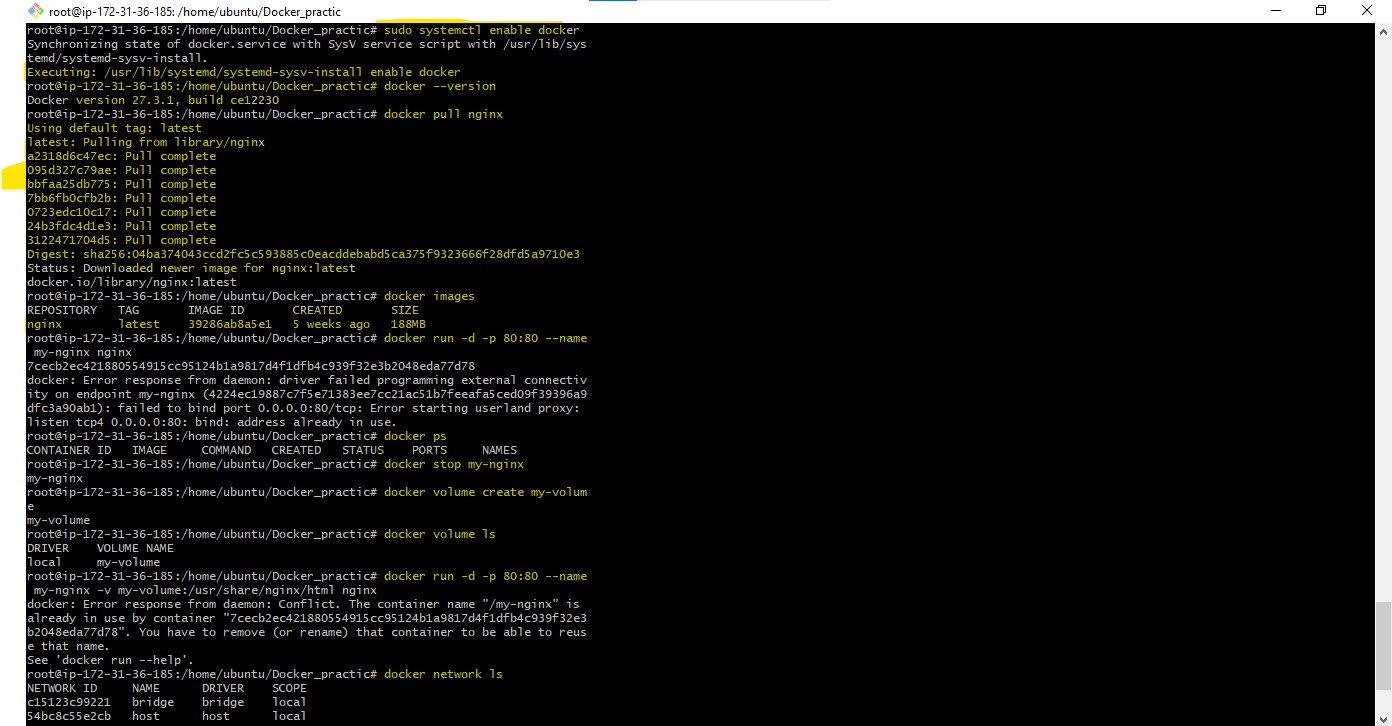 root@ip-172-31-36-185: /home/ubuntu/Docker_practic
root@ip-172-31-36-185:/home/ubuntu/Docker_practic# sudo systemctl enable docker
Synchronizing state of docker.service with SysV service script with /usr/lib/sys
temd/systemd-sysv-install.
Executing: /usr/lib/systemd/systemd-sysv-install enable docker
root@ip-172-31-36-185:/home/ubuntu/Docker_practic# docker --version
Docker version 27.3.1, build ce12230
root@ip-172-31-36-185:/home/ubuntu/Docker_practic# docker pull nginx
Using default tag: latest
latest: Pulling from library/nginx
a2318d6c47ec: Pull complete
095d327c79ae: Pull complete
bbfaa25db775: Pull complete
7bb6fb0cfb2b: Pull complete
0723edc10c17: Pull complete
24b3fdc4d1e3: Pull complete
3122471704d5: Pull complete
Digest: sha256:04ba374043ccd2fc5c593885c0eacddebabd5ca375f9323666f28dfd5a9710e3
Status: Downloaded newer image for nginx:latest
docker.io/library/nginx:latest
root@ip-172-31-36-185:/home/ubuntu/Docker_practic# docker images
REPOSITORY   TAG       IMAGE ID       CREATED       SIZE
nginx        latest    39286ab8a5e1   5 weeks ago   188MB
root@ip-172-31-36-185:/home/ubuntu/Docker_practic# docker run -d -p 80:80 --name
 my-nginx nginx
7cecb2ec421880554915cc95124b1a9817d4f1dfb4c939f32e3b2048eda77d78
docker: Error response from daemon: driver failed programming external connectiv
ity on endpoint my-nginx (4224ec19887c7f5e71383ee7cc21ac51b7feeafa5ced09f39396a9
dfc3a90ab1): failed to bind port 0.0.0.0:80/tcp: Error starting userland proxy:
listen tcp4 0.0.0.0:80: bind: address already in use.
root@ip-172-31-36-185:/home/ubuntu/Docker_practic# docker ps
CONTAINER ID   IMAGE     COMMAND   CREATED   STATUS    PORTS     NAMES
root@ip-172-31-36-185:/home/ubuntu/Docker_practic# docker stop my-nginx
my-nginx
root@ip-172-31-36-185:/home/ubuntu/Docker_practic# docker volume create my-volum
e
my-volume
root@ip-172-31-36-185:/home/ubuntu/Docker_practic# docker volume ls
DRIVER    VOLUME NAME
local     my-volume
root@ip-172-31-36-185:/home/ubuntu/Docker_practic# docker run -d -p 80:80 --name
 my-nginx -v my-volume:/usr/share/nginx/html nginx
docker: Error response from daemon: Conflict. The container name "/my-nginx" is
already in use by container "7cecb2ec421880554915cc95124b1a9817d4f1dfb4c939f32e3
b2048eda77d78". You have to remove (or rename) that container to be able to reus
e that name.
See 'docker run --help'.
root@ip-172-31-36-185:/home/ubuntu/Docker_practic# docker network ls
NETWORK ID     NAME      DRIVER    SCOPE
c15123c99221   bridge    bridge    local
54bc8c55e2cb   host      host      local